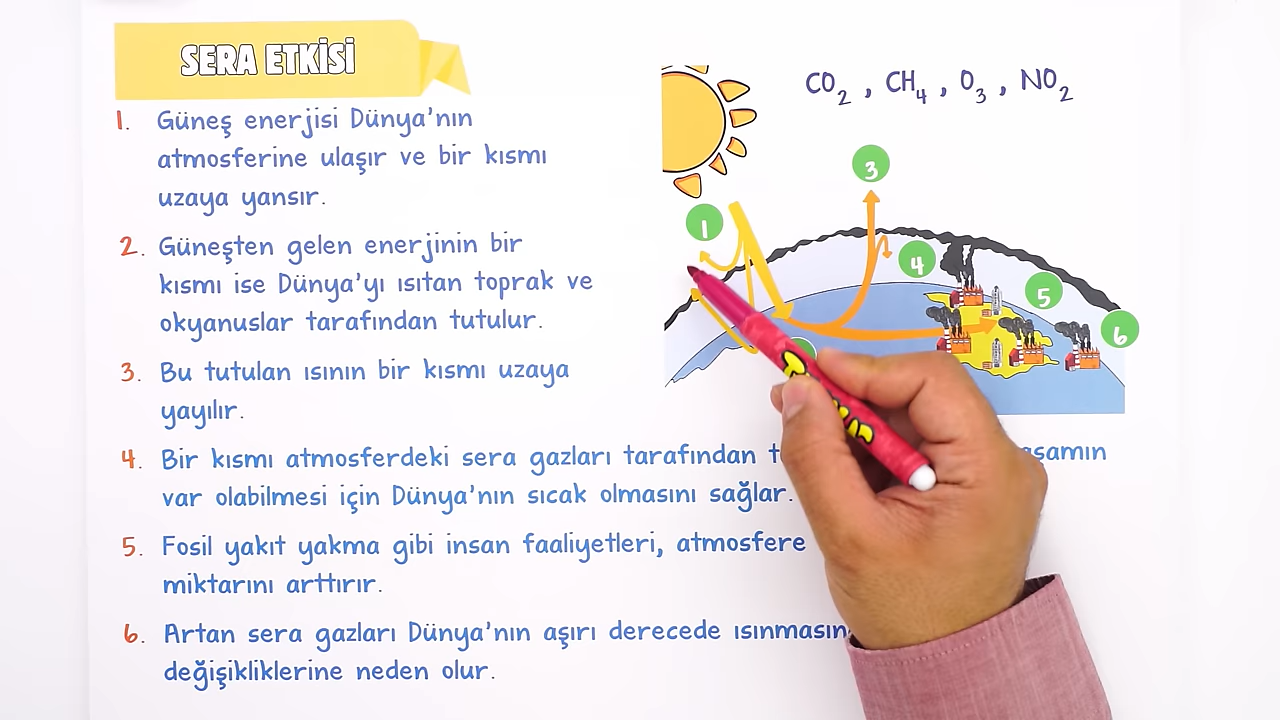 SERA ETKİSİ
1. Güneş enerjisi Dünya'nın
atmosferine ulaşır ve bir kısmı
uzaya yansır.
2. Güneşten gelen enerjinin bir
kısmı ise Dünya'yı ısıtan toprak ve
okyanuslar tarafından tutulur.
3. Bu tutulan ısının bir kısmı uzaya
yayılır.
4. Bir kısmı atmosferdeki sera gazları tarafından
var olabilmesi için Dünya'nın sıcak olmasını sağlar.
5. Fosil yakıt yakma gibi insan faaliyetleri, atmosfere
miktarını arttırır.
6. Artan sera gazları Dünya'nın aşırı derecede
değişikliklerine neden olur.
CO2, CH4, O3, NO2
1
3
4
5
6